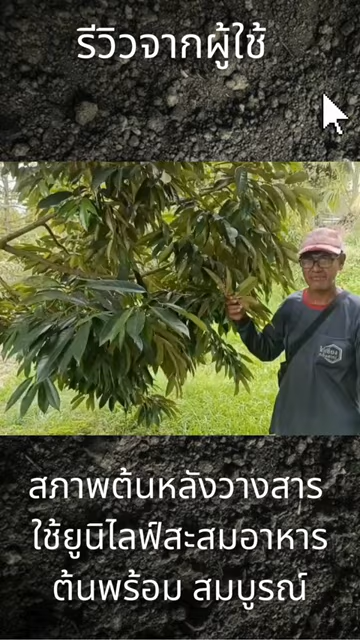 รีวิวจากผู้ใช้
สภาพต้นหลังวางสาร
ใช้ยูนิไลฟ์สะสมอาหาร
ต้นพร้อม สมบูรณ์